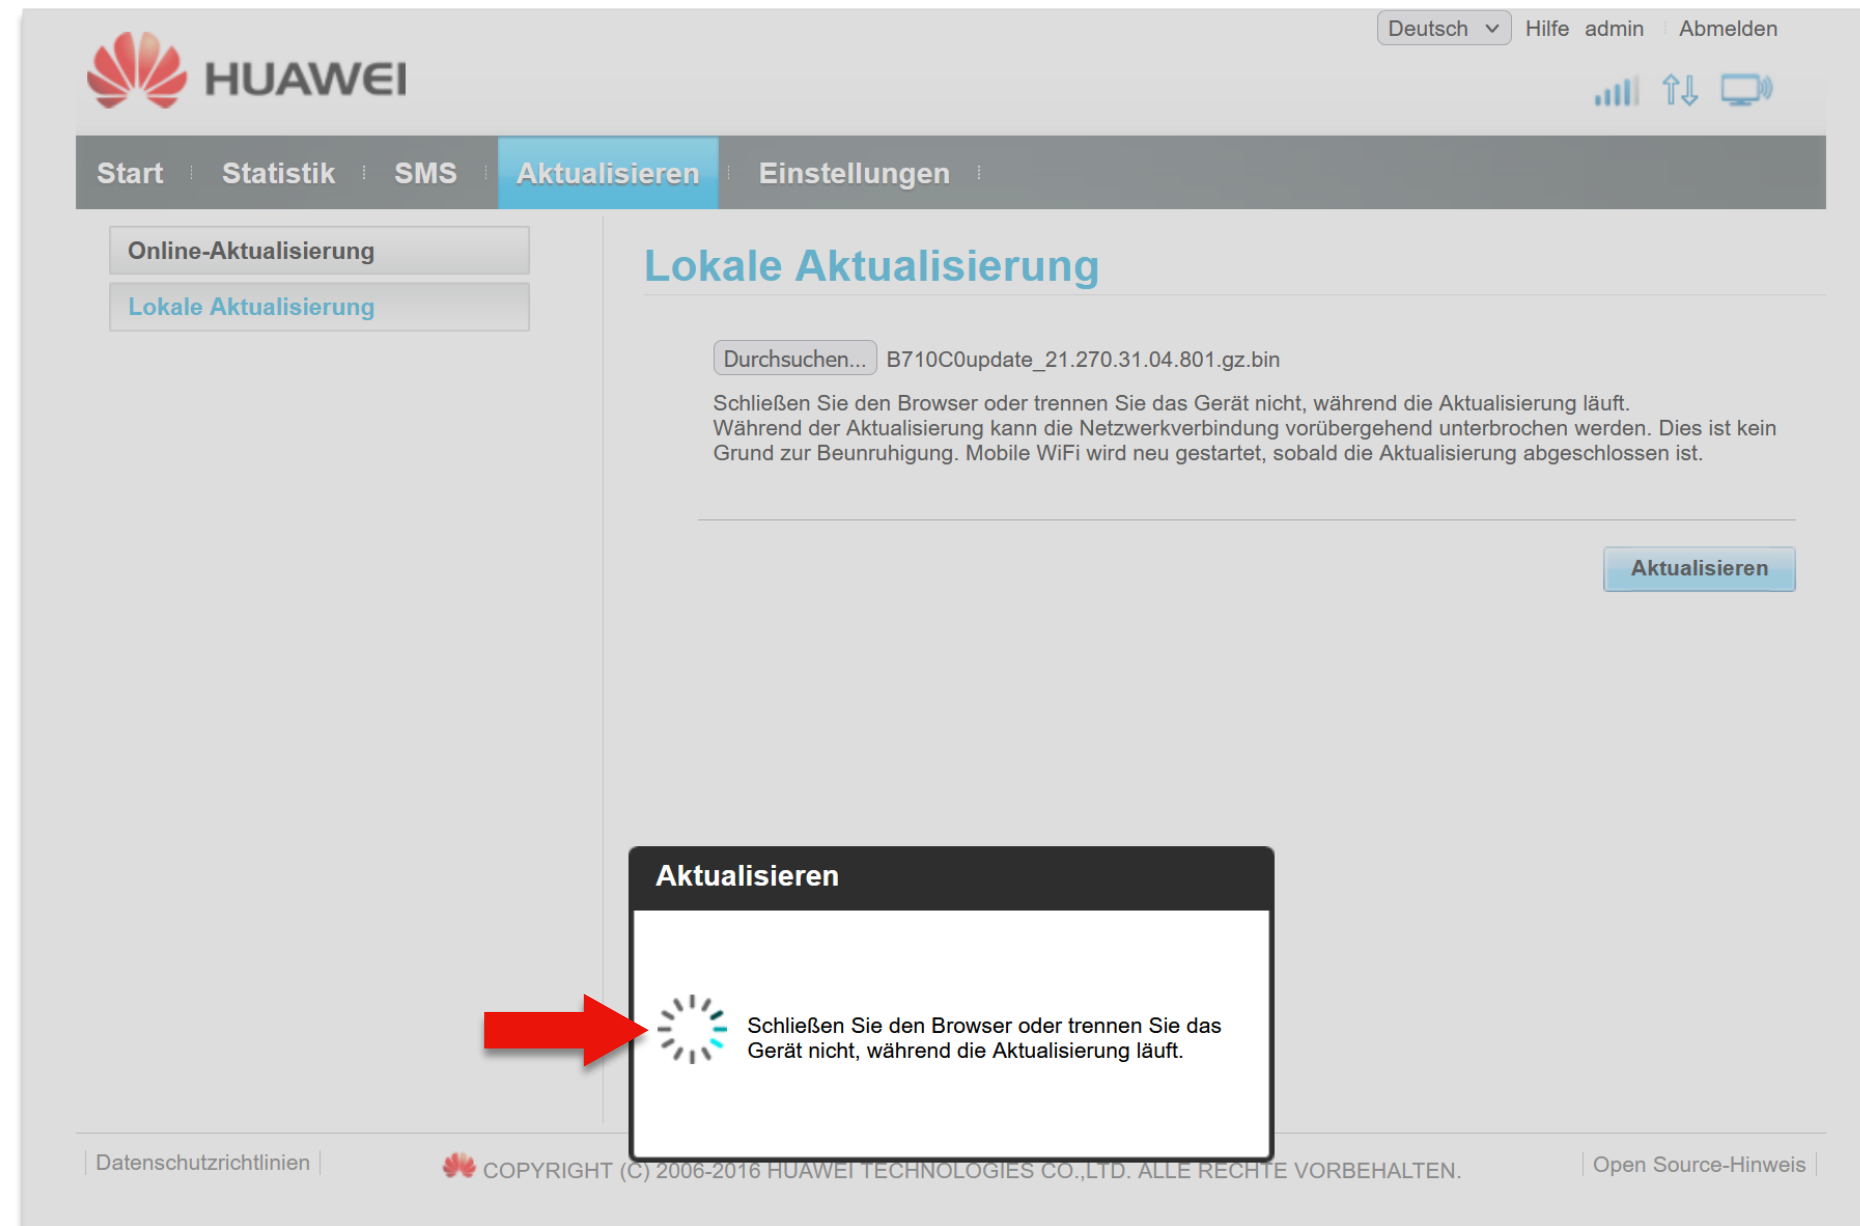 Deutsch Hilfe admin Abmelden
HUAWEI
Start Statistik SMS Aktualisieren Einstellungen
Online-Aktualisierung
Lokale Aktualisierung
Lokale Aktualisierung
Durchsuchen... B710C0update_21.270.31.04.801.gz.bin
Schließen Sie den Browser oder trennen Sie das Gerät nicht, während die Aktualisierung läuft.
Während der Aktualisierung kann die Netzwerkverbindung vorübergehend unterbrochen werden. Dies ist kein
Grund zur Beunruhigung. Mobile WiFi wird neu gestartet, sobald die Aktualisierung abgeschlossen ist.
Aktualisieren
Aktualisieren
Schließen Sie den Browser oder trennen Sie das
Gerät nicht, während die Aktualisierung läuft.
Datenschutzrichtlinien COPYRIGHT (C) 2006-2016 HUAWEI TECHNOLOGIES CO.,LTD. ALLE RECHTE VORBEHALTEN. Open Source-Hinweis